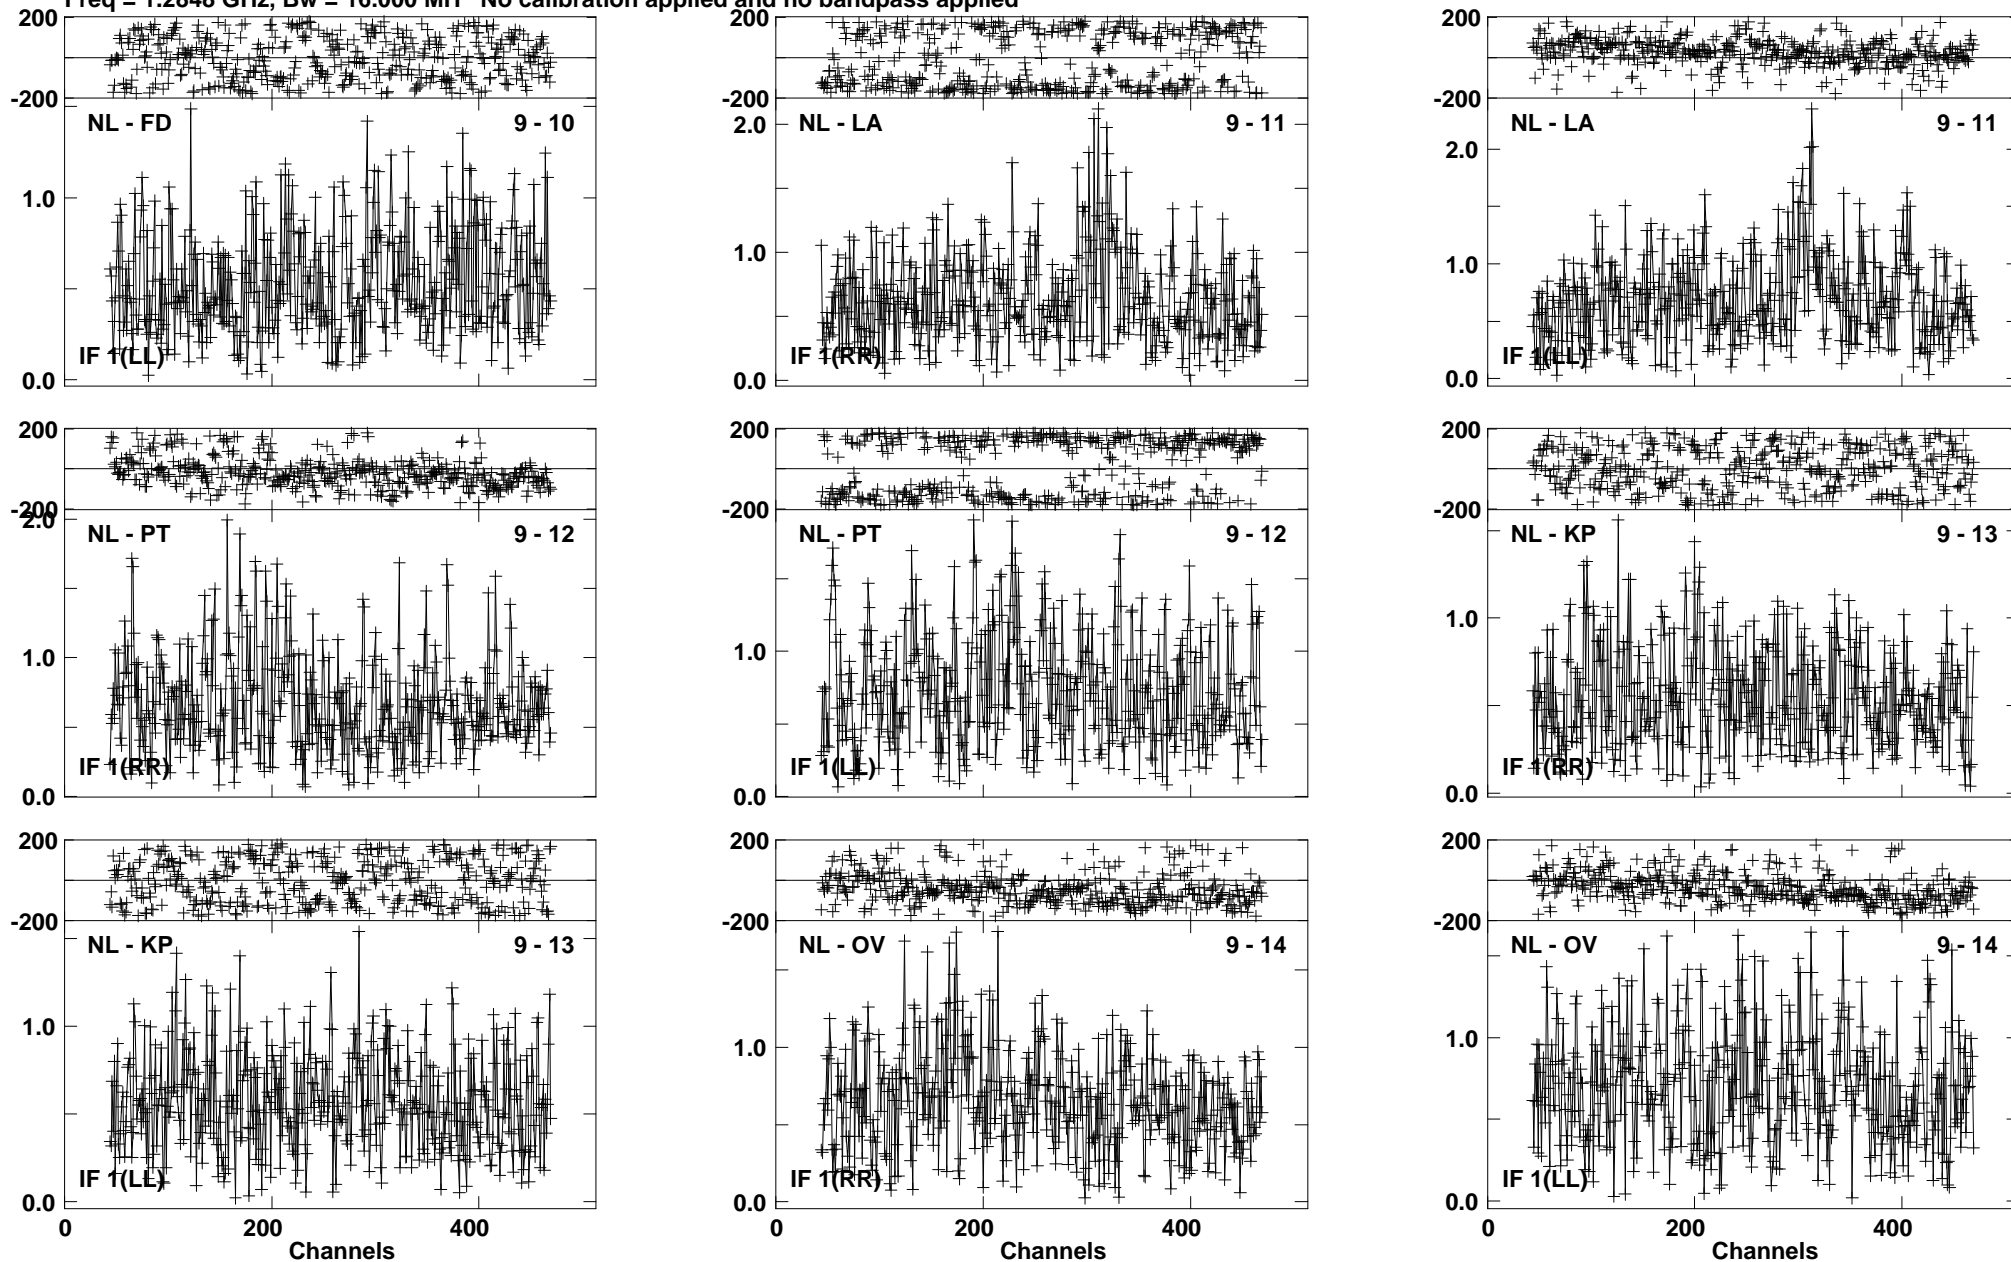 Freq = 1.2848 GHz, Bw = 16.000 MH No calibration applied and no bandpass applied
200 200 200
-200 -200 -200
NL - FD 9 - 10 NL - LA 9 - 11 NL - LA 9 - 11
2.0 2.0
1.0 1.0 1.0
IF 1(LL) IF 1(RR) IF 1(LL)
0.0 0.0 0.0
200 200 200
-200 -200 -200
2.0
NL - PT 9 - 12 NL - PT 9 - 12 NL - KP 9 - 13
1.0 1.0 1.0
IF 1(RR) IF 1(LL) IF 1(RR)
0.0 0.0 0.0
200 200 200
-200 -200 -200
NL - KP 9 - 13 NL - OV 9 - 14 NL - OV 9 - 14
1.0 1.0 1.0
IF 1(LL) IF 1(RR) IF 1(LL)
0.0 0.0 0.0
0 200 400 200 400 0 200 400
Channels Channels Channels